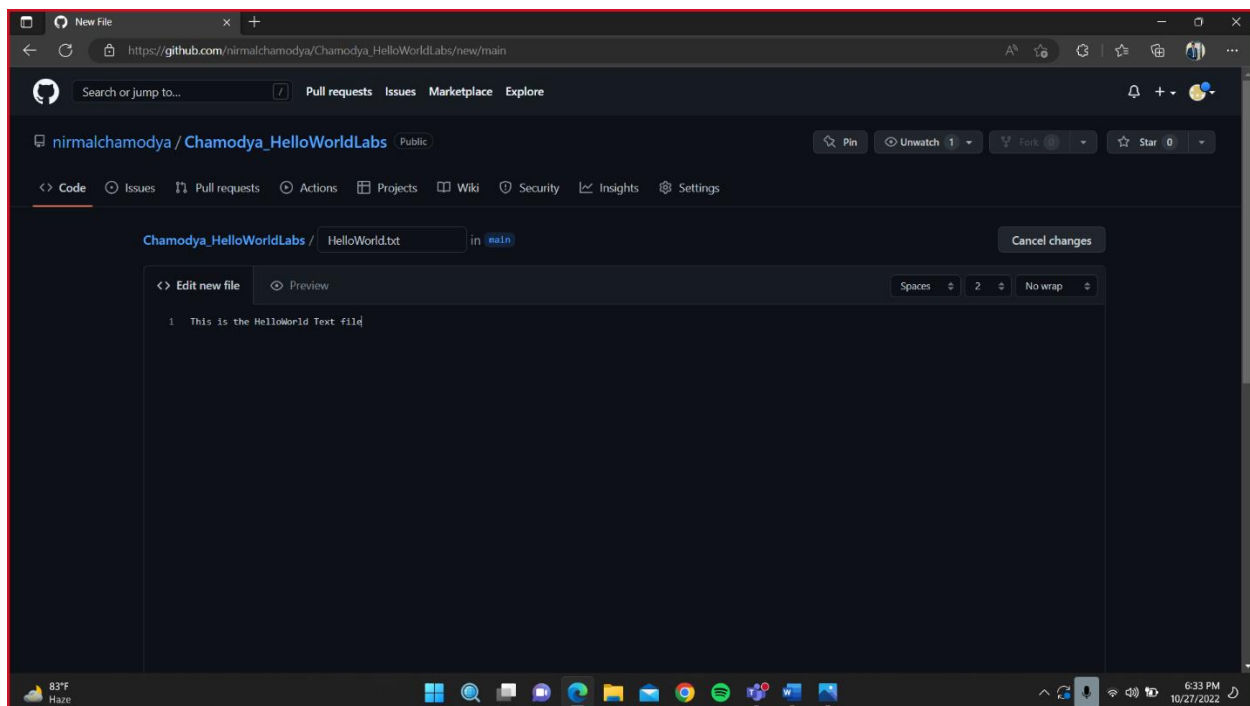 New File
https://github.com/nirmalchamodya/Chamodya_HelloWorldLabs/new/main
Search or jump to... / Pull requests Issues Marketplace Explore
nirmalchamodya / Chamodya_HelloWorldLabs Public Pin Unwatch 1 Fork 0 Star 0
Code Issues Pull requests Actions Projects Wiki Security Insights Settings
Chamodya_HelloWorldLabs / HelloWorld.txt in main Cancel changes
<> Edit new file Preview Spaces 2 No wrap
1 This is the HelloWorld Text file
83°F
Haze
6:33 PM
10/27/2022